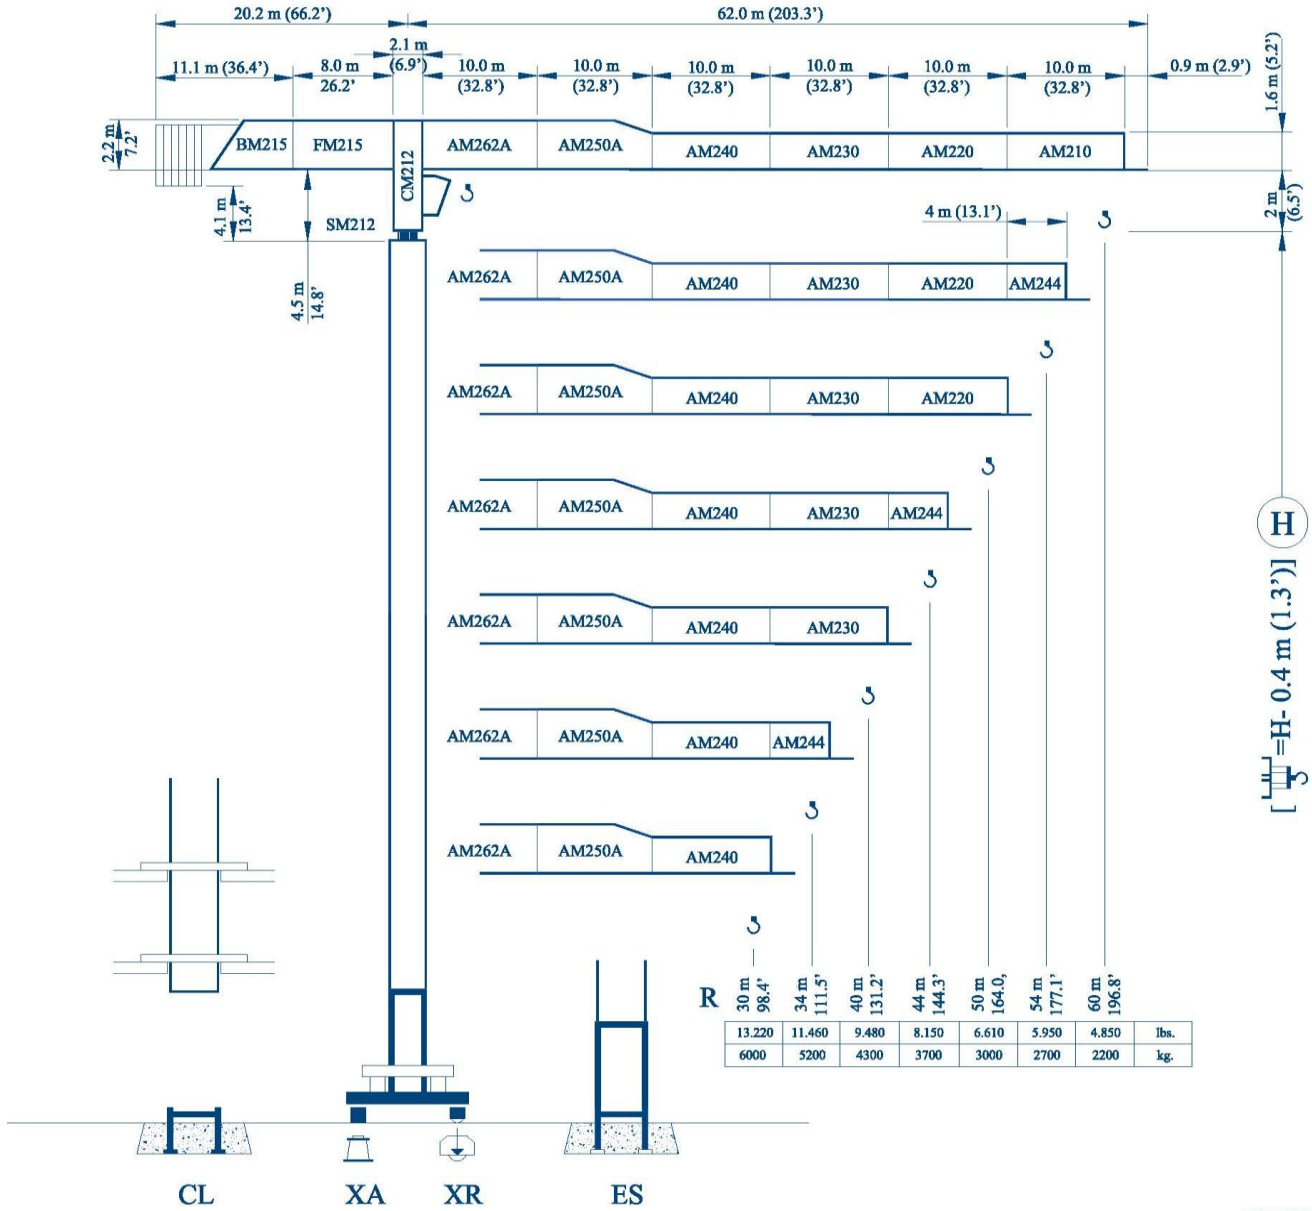 20.2 m (66.2')
62.0 m (203.3')
2.1 m
(6.9')
11.1 m (36.4')
8.0 m
26.2'
10.0 m
(32.8')
10.0 m
(32.8')
10.0 m
(32.8')
10.0 m
(32.8')
10.0 m
(32.8')
10.0 m
(32.8')
0.9 m (2.9')
1.6 m (5.2')
2.2 m
7.2'
BM215
FM215
CM212
AM262A
AM250A
AM240
AM230
AM220
AM210
4.1 m
13.4'
SM212
4 m (13.1')
2 m
(6.5')
4.5 m
14.8'
AM262A
AM250A
AM240
AM230
AM220
AM244
AM262A
AM250A
AM240
AM230
AM220
AM262A
AM250A
AM240
AM230
AM244
H
[ =H- 0.4 m (1.3')]
AM262A
AM250A
AM240
AM230
AM262A
AM250A
AM240
AM244
AM262A
AM250A
AM240
R
30 m
98.4'
34 m
111.5'
40 m
131.2'
44 m
144.3'
50 m
164.0,
54 m
177.1'
60 m
196.8'
13.220 11.460 9.480 8.150 6.610 5.950 4.850 lbs.
6000 5200 4300 3700 3000 2700 2200 kg.
CL XA XR ES